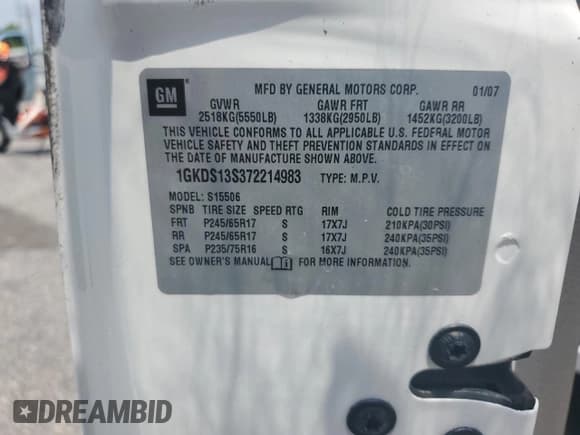 GM
MFD BY GENERAL MOTORS CORP. 01/07
GVWR GAWR FRT GAWR RR
2518KG(5550LB) 1338KG(2950LB) 1452KG(3200LB)
THIS VEHICLE CONFORMS TO ALL APPLICABLE U.S. FEDERAL MOTOR
VEHICLE SAFETY AND THEFT PREVENTION STANDARDS IN EFFECT ON
THE DATE OF MANUFACTURE SHOWN ABOVE.
1GKDS13S372214983 TYPE: M.P.V.
MODEL: S15506
SPNB TIRE SIZE SPEED RTG RIM COLD TIRE PRESSURE
FRT P245/65R17 S 17X7J 210KPA(30PSI)
RR P245/65R17 S 17X7J 240KPA(35PSI)
SPA P235/75R16 S 16X7J 240KPA(35PSI)
SEE OWNER'S MANUAL FOR MORE INFORMATION.
DREAMBID